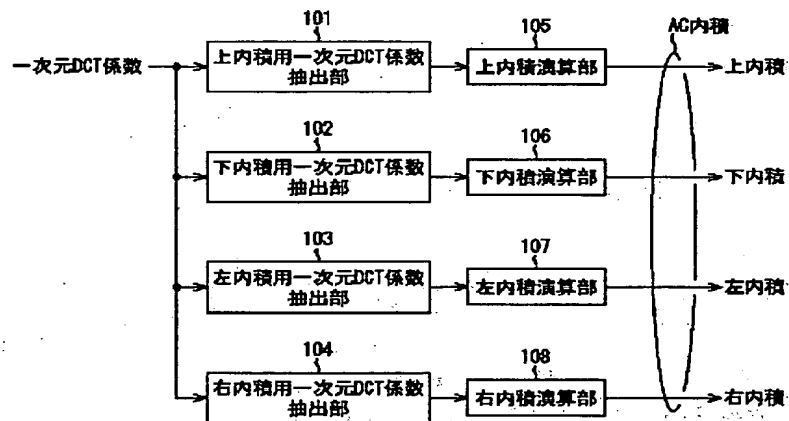 101
105
AC内積
一次元DCT係数
上内積用一次元DCT係数
抽出部
上内積演算部
上内積
102
106
下内積用一次元DCT係数
抽出部
下内積演算部
下内積
103
107
左内積用一次元DCT係数
抽出部
左内積演算部
左内積
104
108
右内積用一次元DCT係数
抽出部
右内積演算部
右内積